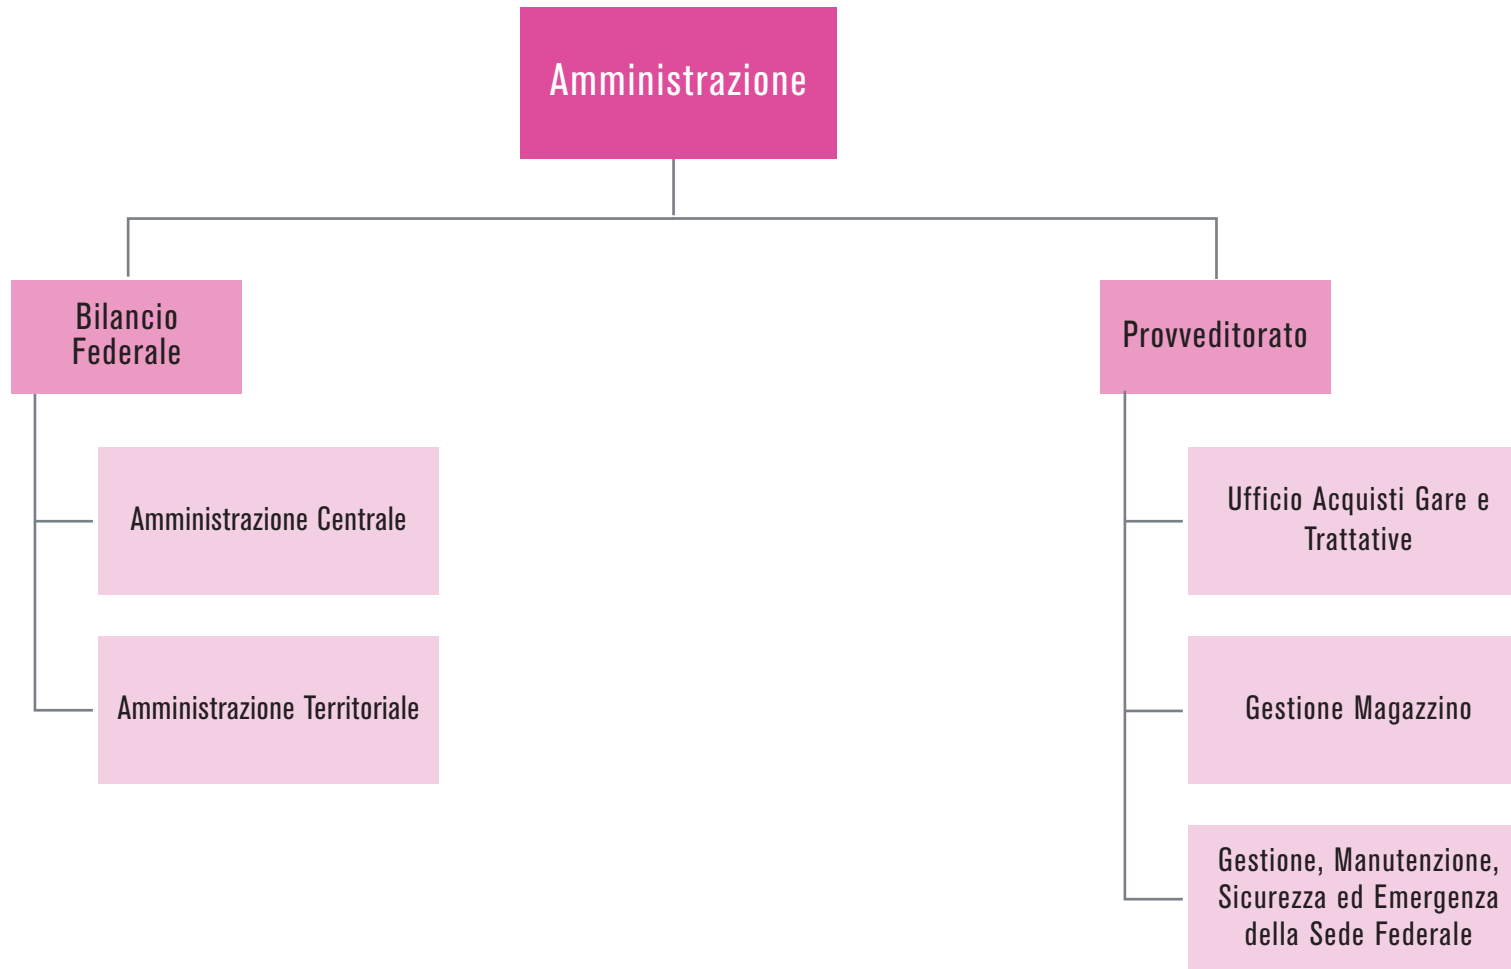 Amministrazione
Bilancio
Federale
Provveditorato
Amministrazione Centrale
Amministrazione Territoriale
Ufficio Acquisti Gare e
Trattative
Gestione Magazzino
Gestione, Manutenzione,
Sicurezza ed Emergenza
della Sede Federale